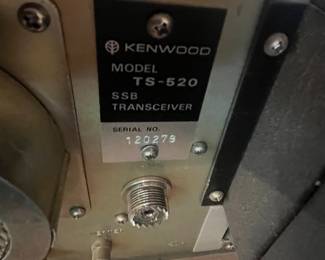 KENWOOD
MODEL
TS-520
SSB
TRANSCEIVER
SERIAL NO.
120279